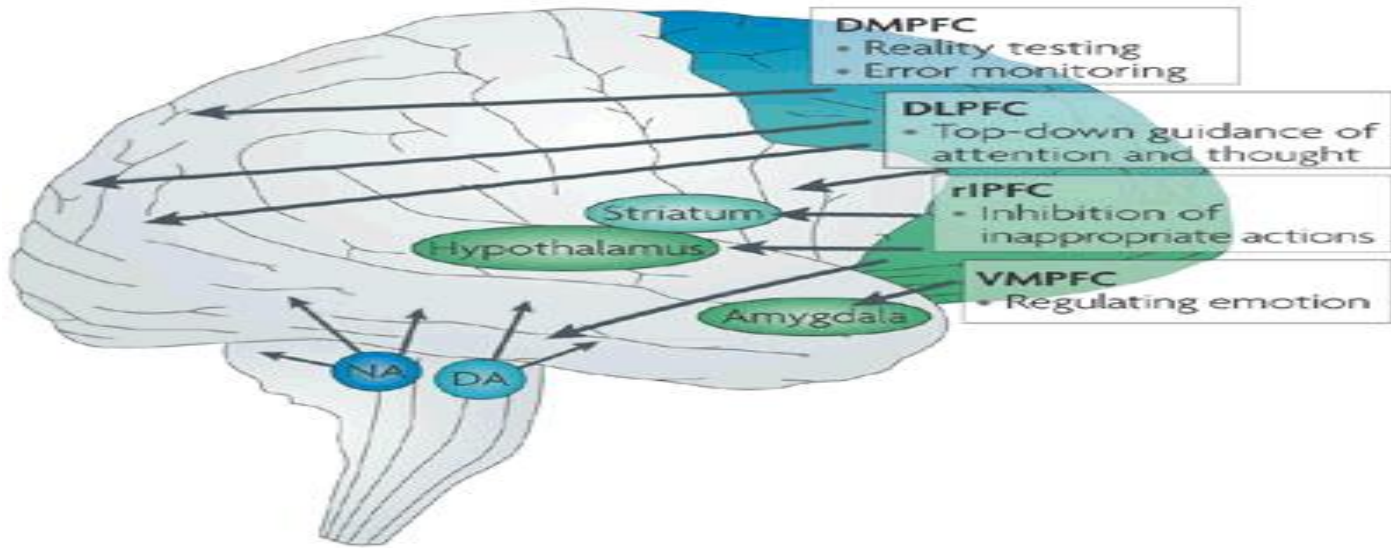 DMPFC
• Reality testing
• Error monitoring
DLPFC
• Top-down guidance of
attention and thought
rIPFC
• Inhibition of
inappropriate actions
VMPFC
• Regulating emotion
Striatum
Hypothalamus
Amygdala
NA
DA